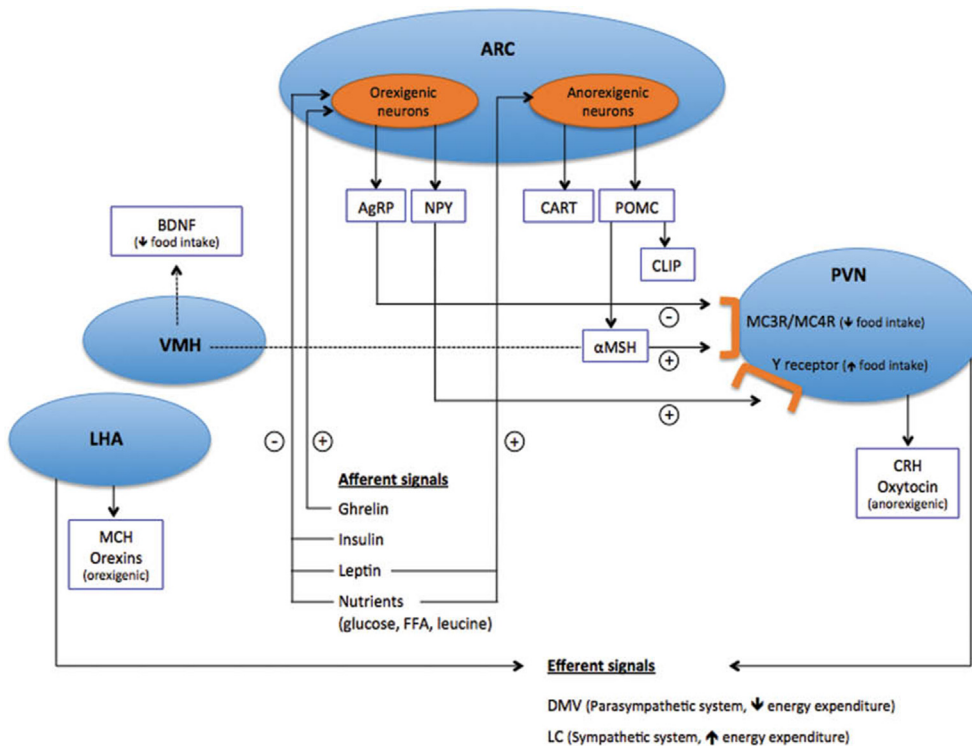 ARC
Orexigenic
neurons
Anorexigenic
neurons
AgRP
NPY
CART
POMC
CLIP
BDNF
(🡻 food intake)
VMH
αMSH
PVN
MC3R/MC4R (🡻 food intake)
Y receptor (🡹 food intake)
-
+
+
LHA
-
+
+
MCH
Orexins
(orexigenic)
CRH
Oxytocin
(anorexigenic)
Afferent signals
Ghrelin
Insulin
Leptin
Nutrients
(glucose, FFA, leucine)
Efferent signals
DMV (Parasympathetic system, 🡻 energy expenditure)
LC (Sympathetic system, 🡹 energy expenditure)